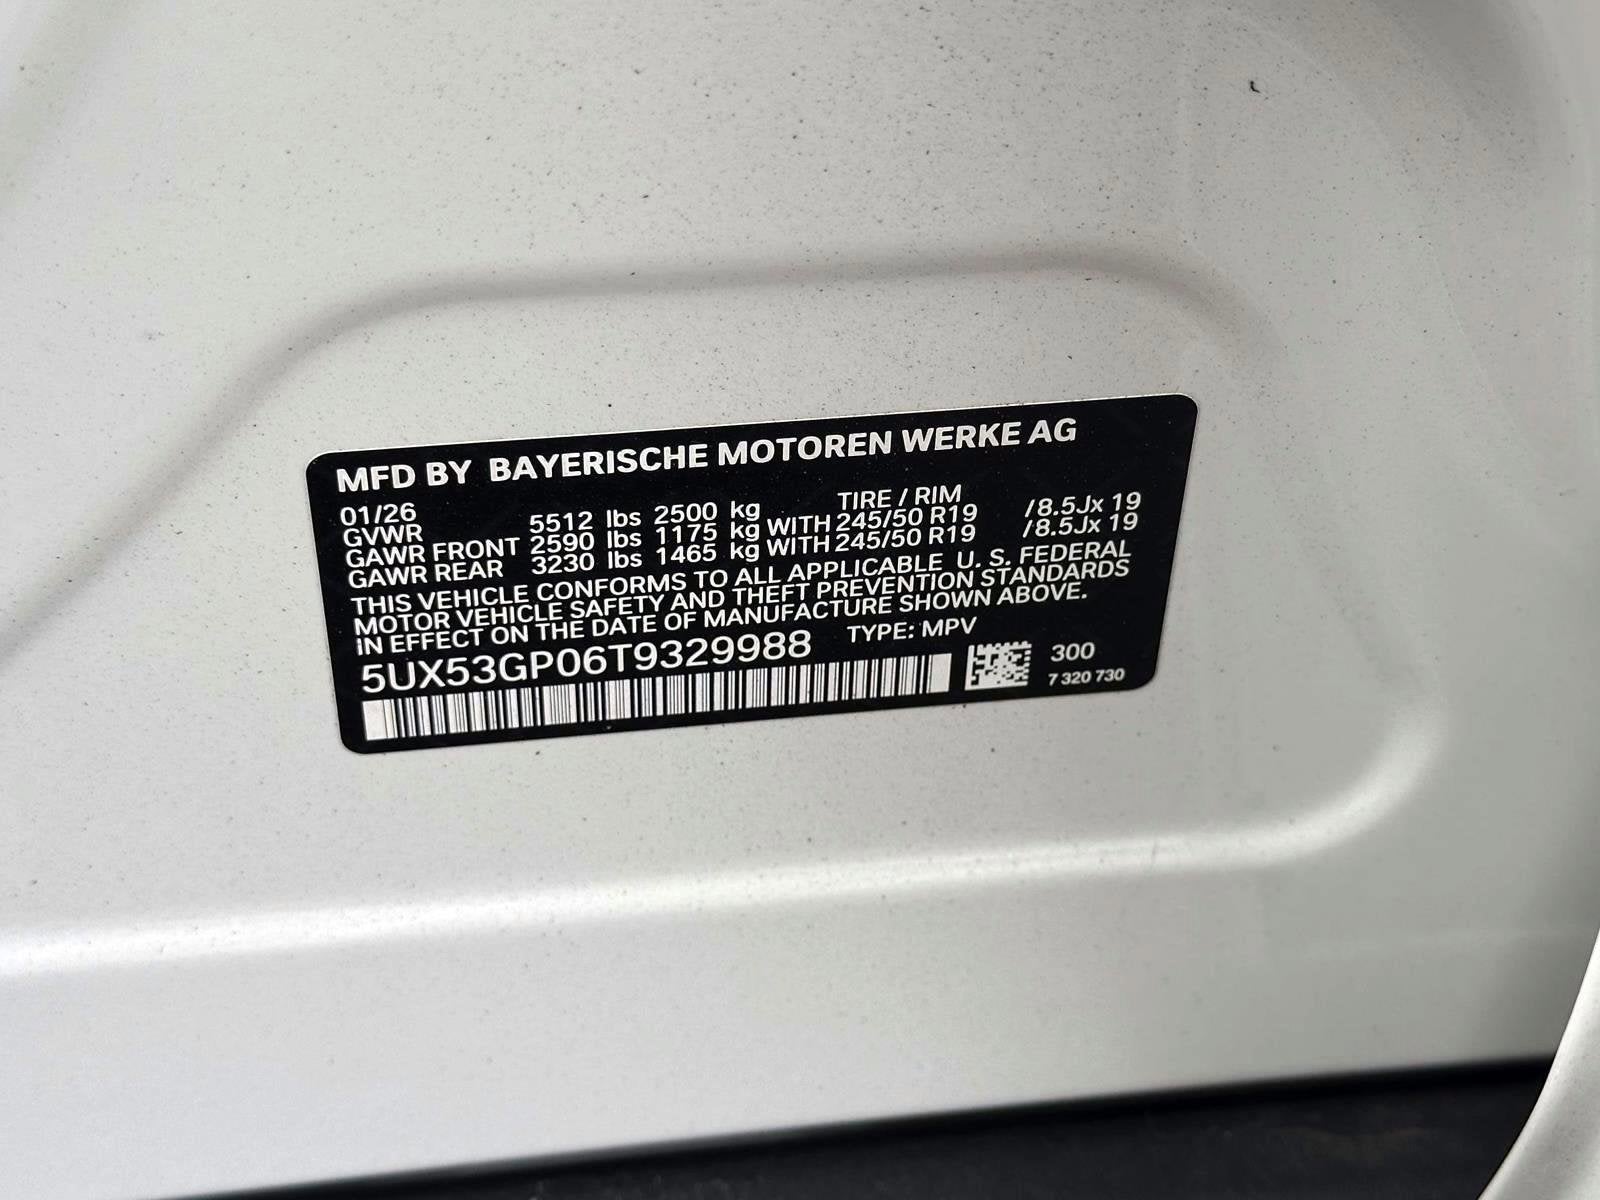 MFD BY BAYERISCHE MOTOREN WERKE AG
01/26 TIRE / RIM
GVWR 5512 lbs 2500 kg
GAWR FRONT 2590 lbs 1175 kg WITH 245/50 R19 /8.5Jx 19
GAWR REAR 3230 lbs 1465 kg WITH 245/50 R19 /8.5Jx 19
THIS VEHICLE CONFORMS TO ALL APPLICABLE U. S. FEDERAL
MOTOR VEHICLE SAFETY AND THEFT PREVENTION STANDARDS
IN EFFECT ON THE DATE OF MANUFACTURE SHOWN ABOVE.
5UX53GP06T9329988 TYPE: MPV
300
7 320 730